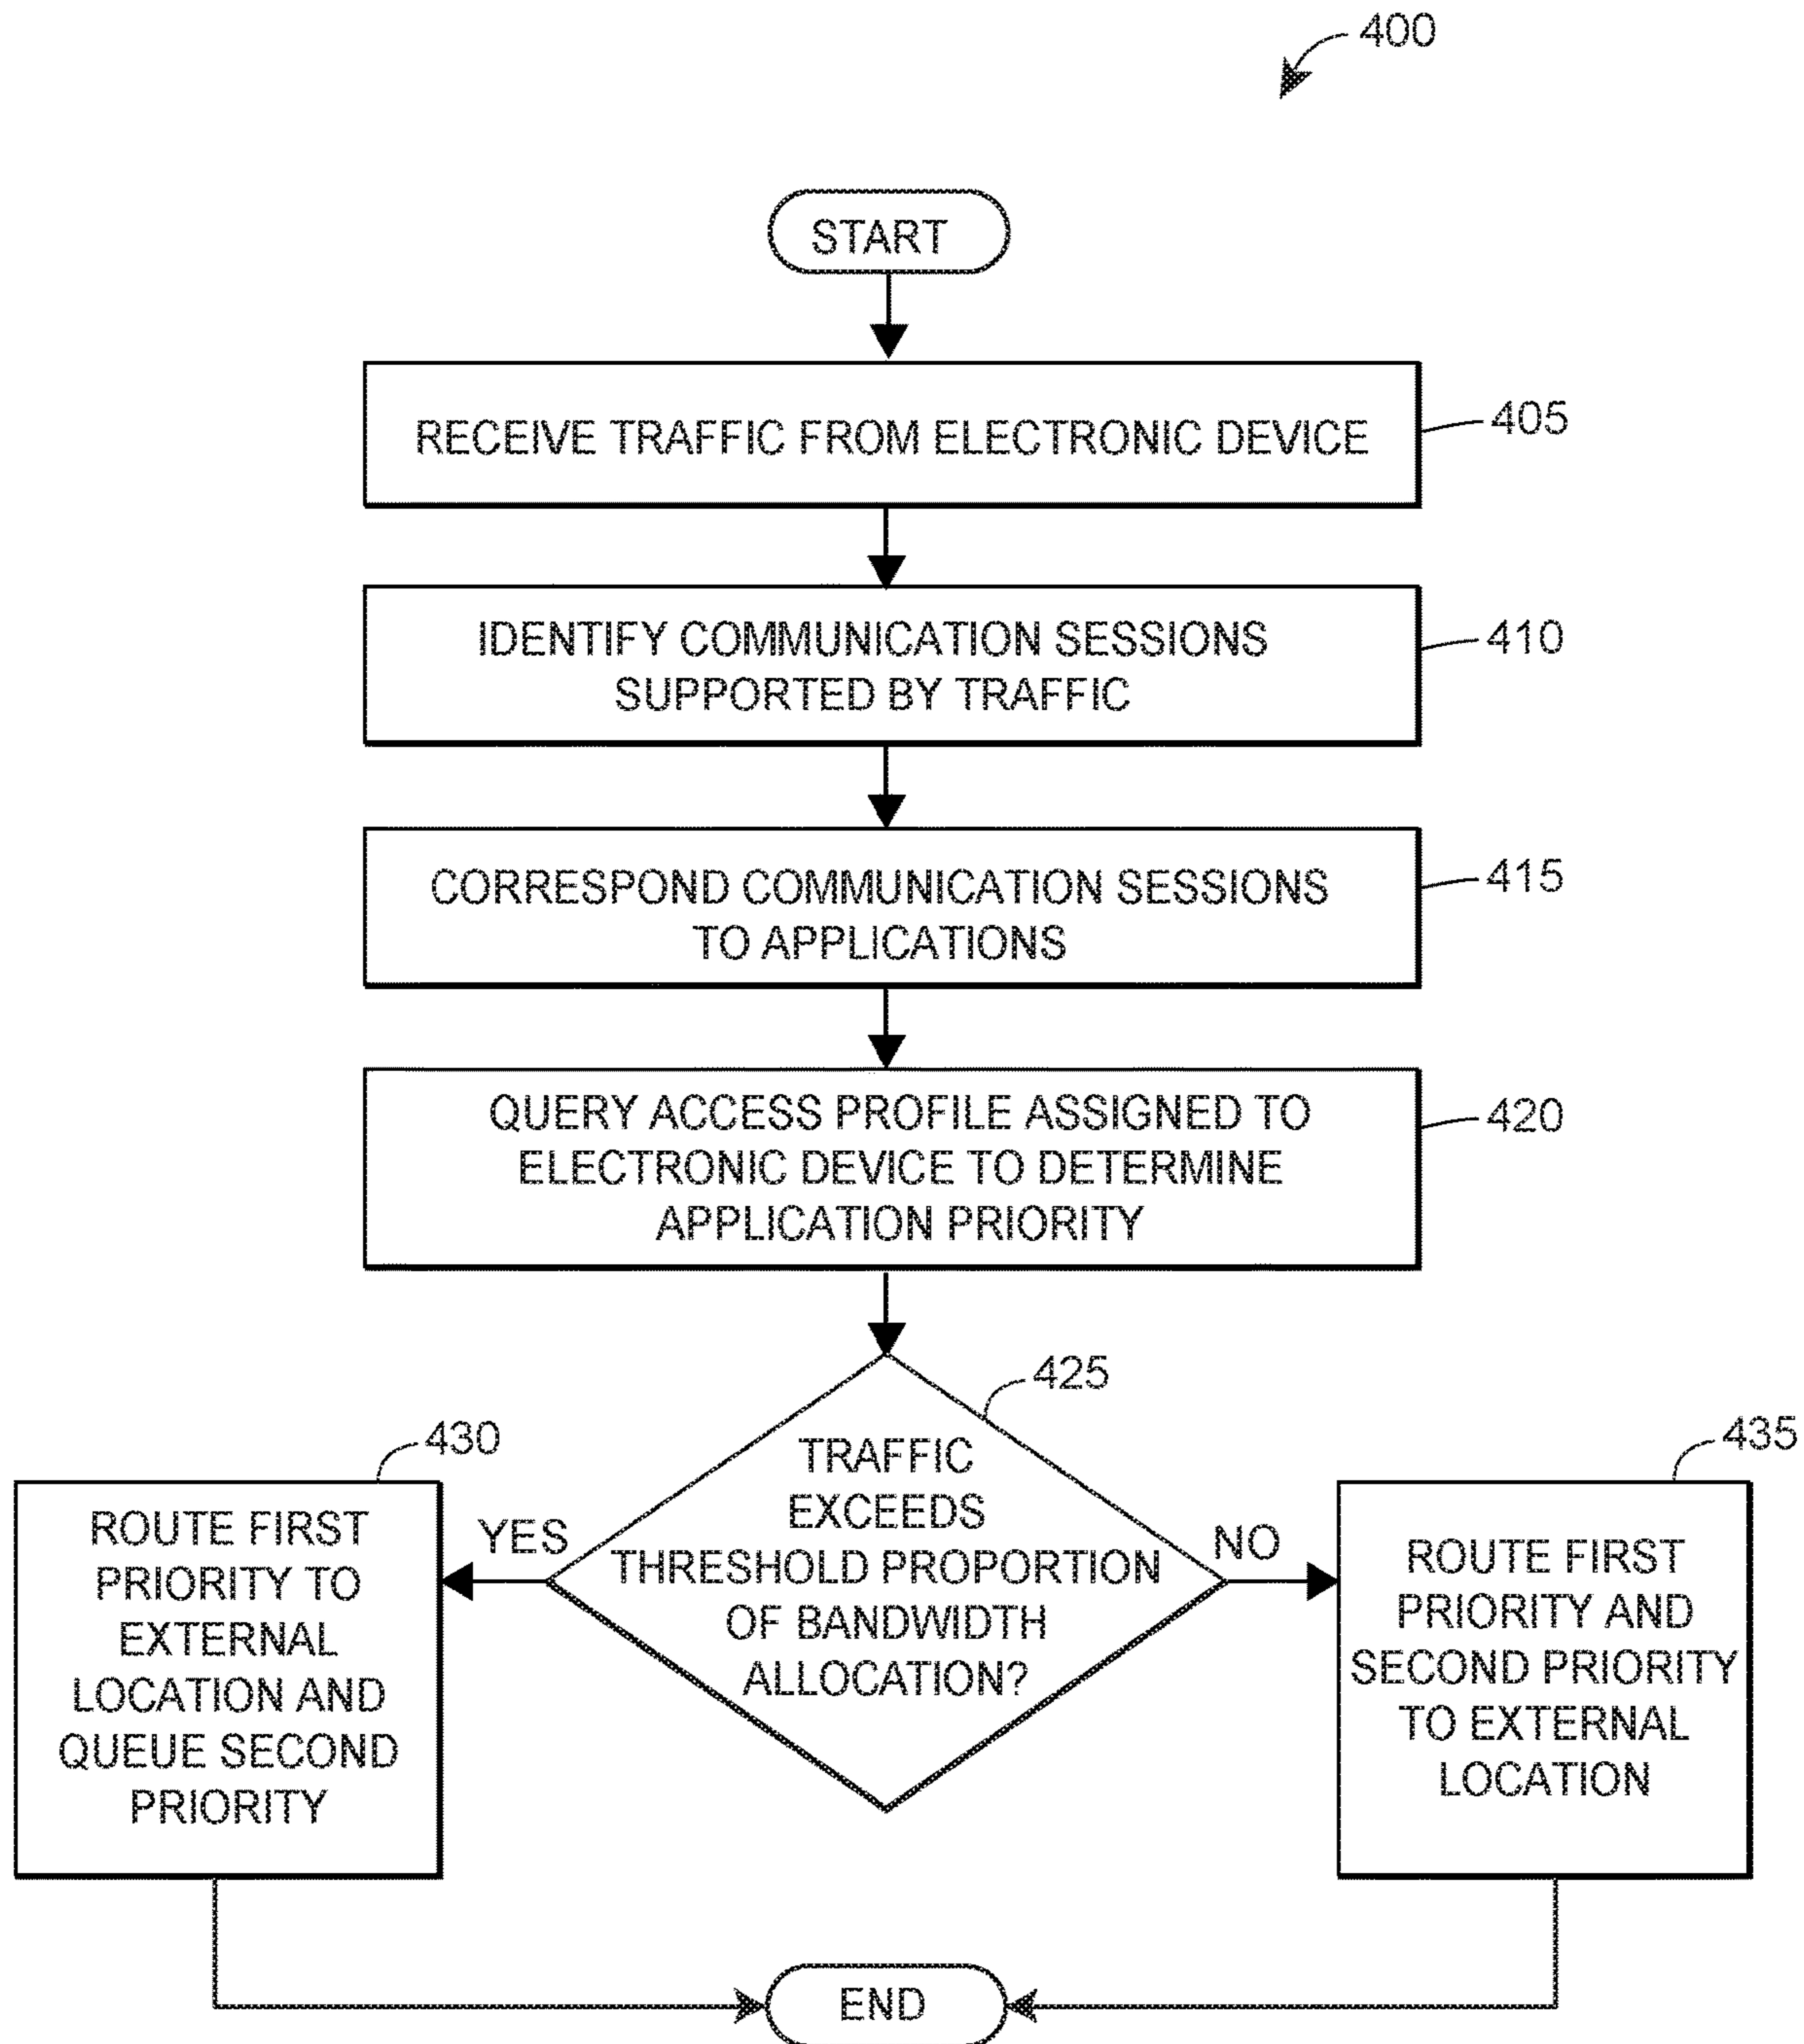 400
START
RECEIVE TRAFFIC FROM ELECTRONIC DEVICE
405
IDENTIFY COMMUNICATION SESSIONS
SUPPORTED BY TRAFFIC
410
CORRESPOND COMMUNICATION SESSIONS
TO APPLICATIONS
415
QUERY ACCESS PROFILE ASSIGNED TO
ELECTRONIC DEVICE TO DETERMINE
APPLICATION PRIORITY
420
425
TRAFFIC
EXCEEDS
THRESHOLD PROPORTION
OF BANDWIDTH
ALLOCATION?
YES
430
ROUTE FIRST
PRIORITY TO
EXTERNAL
LOCATION AND
QUEUE SECOND
PRIORITY
NO
435
ROUTE FIRST
PRIORITY AND
SECOND PRIORITY
TO EXTERNAL
LOCATION
END